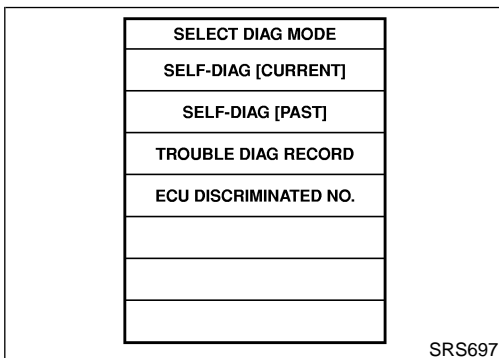 SELECT DIAG MODE
SELF-DIAG [CURRENT]
SELF-DIAG [PAST]
TROUBLE DIAG RECORD
ECU DISCRIMINATED NO.
SRS697